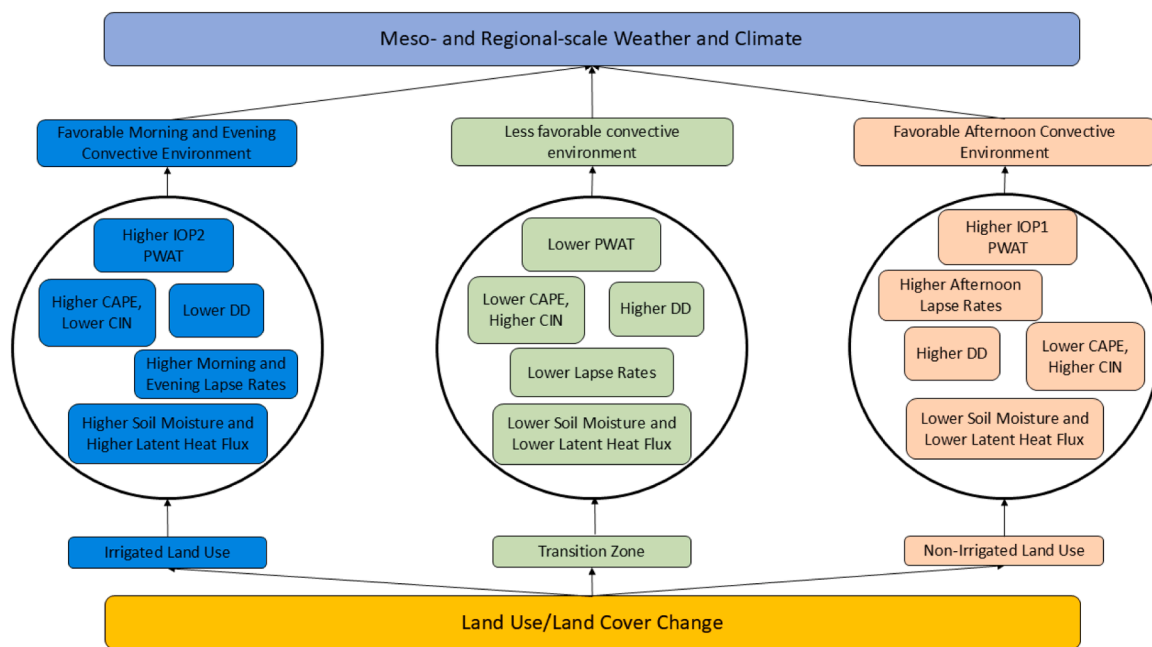 Meso- and Regional-scale Weather and Climate
Favorable Morning and Evening
Convective Environment
Less favorable convective
environment
Favorable Afternoon Convective
Environment
Higher IOP2
PWAT
Higher CAPE,
Lower CIN
Lower DD
Higher Morning and
Evening Lapse Rates
Higher Soil Moisture and
Higher Latent Heat Flux
Lower PWAT
Lower CAPE,
Higher CIN
Higher DD
Lower Lapse Rates
Lower Soil Moisture and
Lower Latent Heat Flux
Higher IOP1
PWAT
Higher Afternoon
Lapse Rates
Higher DD
Lower CAPE,
Higher CIN
Lower Soil Moisture and
Lower Latent Heat Flux
Irrigated Land Use
Transition Zone
Non-Irrigated Land Use
Land Use/Land Cover Change